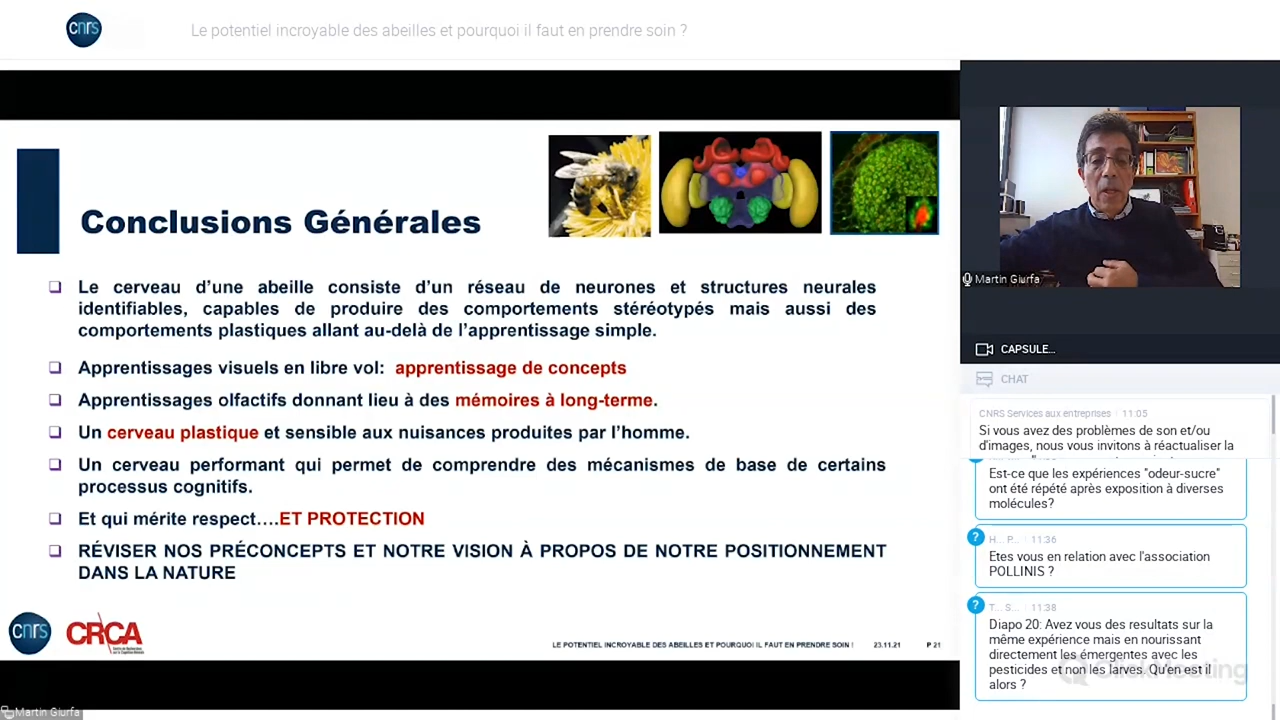 cnrs
Le potentiel incroyable des abeilles et pourquoi il faut en prendre soin ?
Conclusions Générales
Le cerveau d'une abeille consiste d'un réseau de neurones et structures neurales
identifiables, capables de produire des comportements stéréotypés mais aussi des
comportements plastiques allant au-delà de l'apprentissage simple.
Apprentissages visuels en libre vol: apprentissage de concepts
Apprentissages olfactifs donnant lieu à des mémoires à long-terme.
Un cerveau plastique et sensible aux nuisances produites par l'homme.
Un cerveau performant qui permet de comprendre des mécanismes de base de certains
processus cognitifs.
Et qui mérite respect….ET PROTECTION
RÉVISER NOS PRÉCONCEPTS ET NOTRE VISION À PROPOS DE NOTRE POSITIONNEMENT
DANS LA NATURE
cnrs
CRCA
LE POTENTIEL INCROYABLE DES ABEILLES ET POURQUOI IL FAUT EN PRENDRE SOIN ! 23.11.21 P 21
Martin Giurfa
Martin Giurfa
CAPSULE...
CHAT
CNRS Services aux entreprises 11:05
Si vous avez des problèmes de son et/ou
d'images, nous vous invitons à réactualiser la
Est-ce que les expériences "odeur-sucre"
ont été répété après exposition à diverses
molécules?
? H... P... 11:36
Etes vous en relation avec l'association
POLLINIS ?
? T... S... 11:38
Diapo 20: Avez vous des resultats sur la
même expérience mais en nourissant
directement les émergentes avec les
pesticides et non les larves. Qu'en est il
alors ?
ClickMeeting